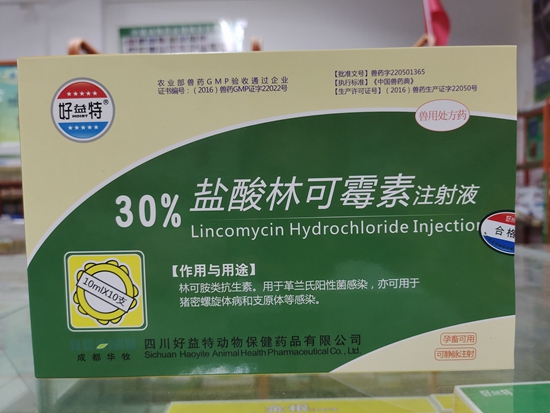 农业部兽药GMP验收通过企业
证书编号:(2016)兽药GMP证字22022号
【批准文号】兽药字220501365
【执行标准】《中国兽药典》
【生产许可证号】(2016)兽药生产证字22050号
好益特®
兽用处方药
30% 盐酸林可霉素注射液
Lincomycin Hydrochloride Injection
合格
【作用与用途】
林可胺类抗生素。用于革兰氏阳性菌感染,亦可用于
猪密螺旋体病和支原体等感染。
10ml×10支
成都华牧
四川好益特动物保健药品有限公司
Sichuan Haoyite Animal Health Pharmaceutical Co., Ltd.
孕畜可用
可静脉注射